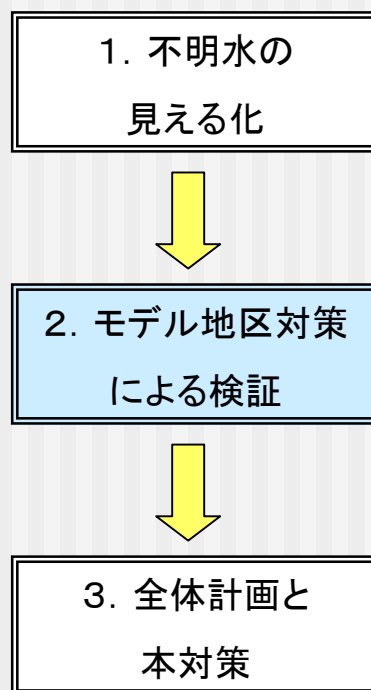 １．不明水の
見える化
２．モデル地区対策
による検証
３．全体計画と
本対策